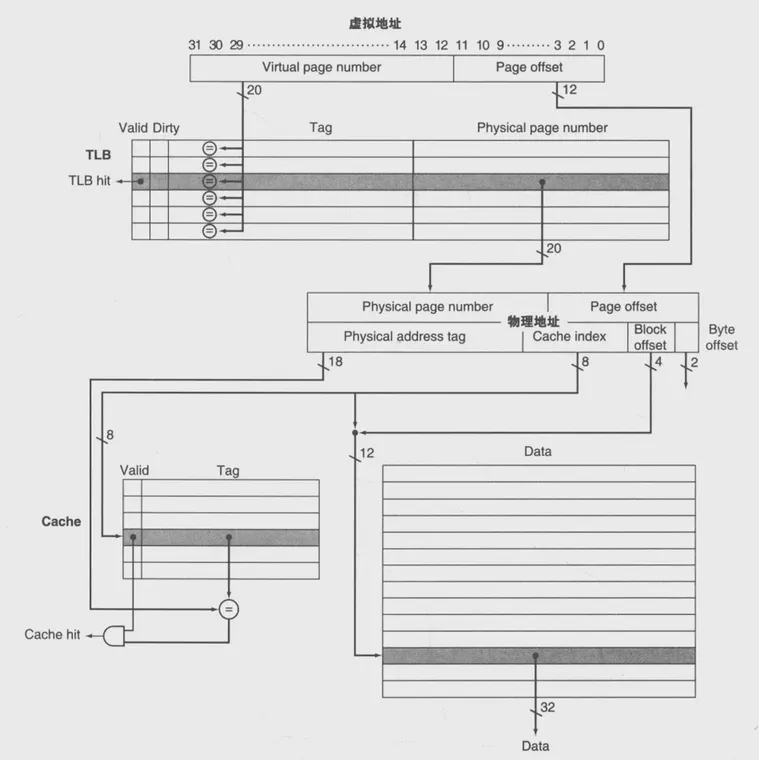 虚拟地址
31 30 29 ··························· 14 13 12 11 10 9 ········· 3 2 1 0
Virtual page number Page offset
20 12
Valid Dirty Tag Physical page number
TLB
=
=
TLB hit =
=
=
=
20
Physical page number Page offset
物理地址
Physical address tag Cache index Block offset Byte offset
18 8 4 2
8
12 Data
Valid Tag
Cache
=
Cache hit
32
Data